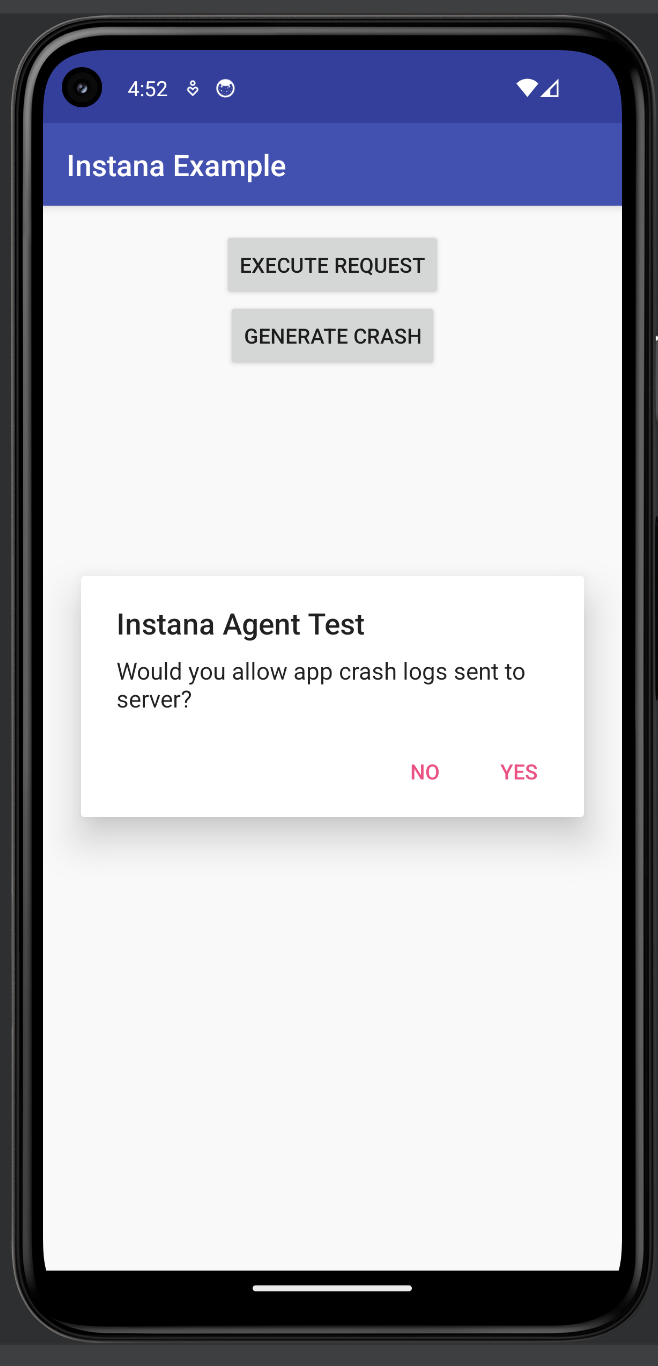 4:52
Instana Example
EXECUTE REQUEST
GENERATE CRASH
Instana Agent Test
Would you allow app crash logs sent to
server?
NO YES